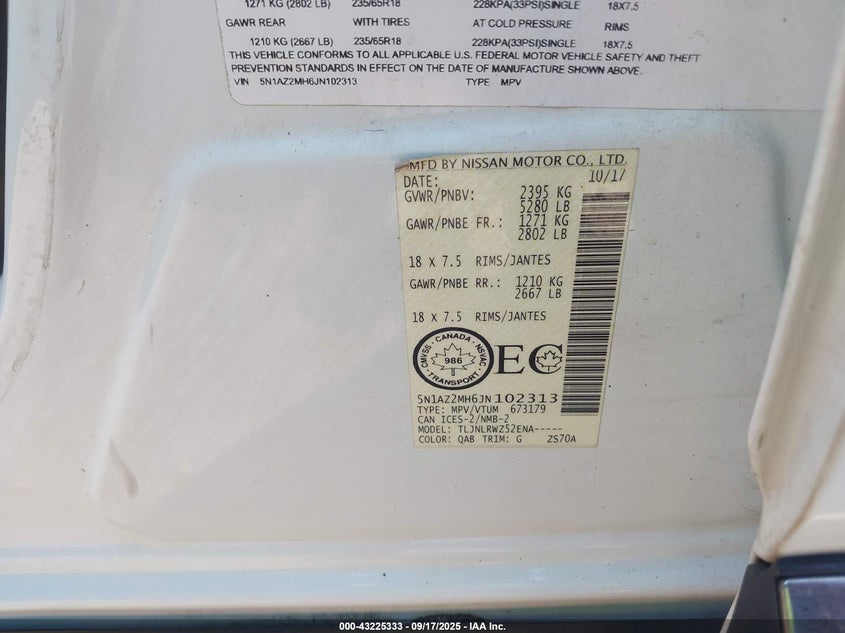 1271 KG (2802 LB) 235/65R18 228KPA(33PSI)SINGLE 18X7.5
GAWR REAR WITH TIRES AT COLD PRESSURE RIMS
1210 KG (2667 LB) 235/65R18 228KPA(33PSI)SINGLE 18X7.5
THIS VEHICLE CONFORMS TO ALL APPLICABLE U.S. FEDERAL MOTOR VEHICLE SAFETY AND THEFT
PREVENTION STANDARDS IN EFFECT ON THE DATE OF MANUFACTURE SHOWN ABOVE.
VIN 5N1AZ2MH6JN102313 TYPE MPV
MFD BY NISSAN MOTOR CO., LTD.
DATE: 10/17
GVWR/PNBV: 2395 KG
5280 LB
GAWR/PNBE FR.: 1271 KG
2802 LB
18 X 7.5 RIMS/JANTES
GAWR/PNBE RR.: 1210 KG
2667 LB
18 X 7.5 RIMS/JANTES
CMVSS · CANADA · NSVAC
986
TRANSPORT
EC
5N1AZ2MH6JN102313
TYPE: MPV/VTUM 673179
CAN ICES-2/NMB-2
MODEL: TLJNLRWZ52ENA-----
COLOR: QAB TRIM: G ZS70A
000-43225333 - 09/17/2025 - IAA Inc.